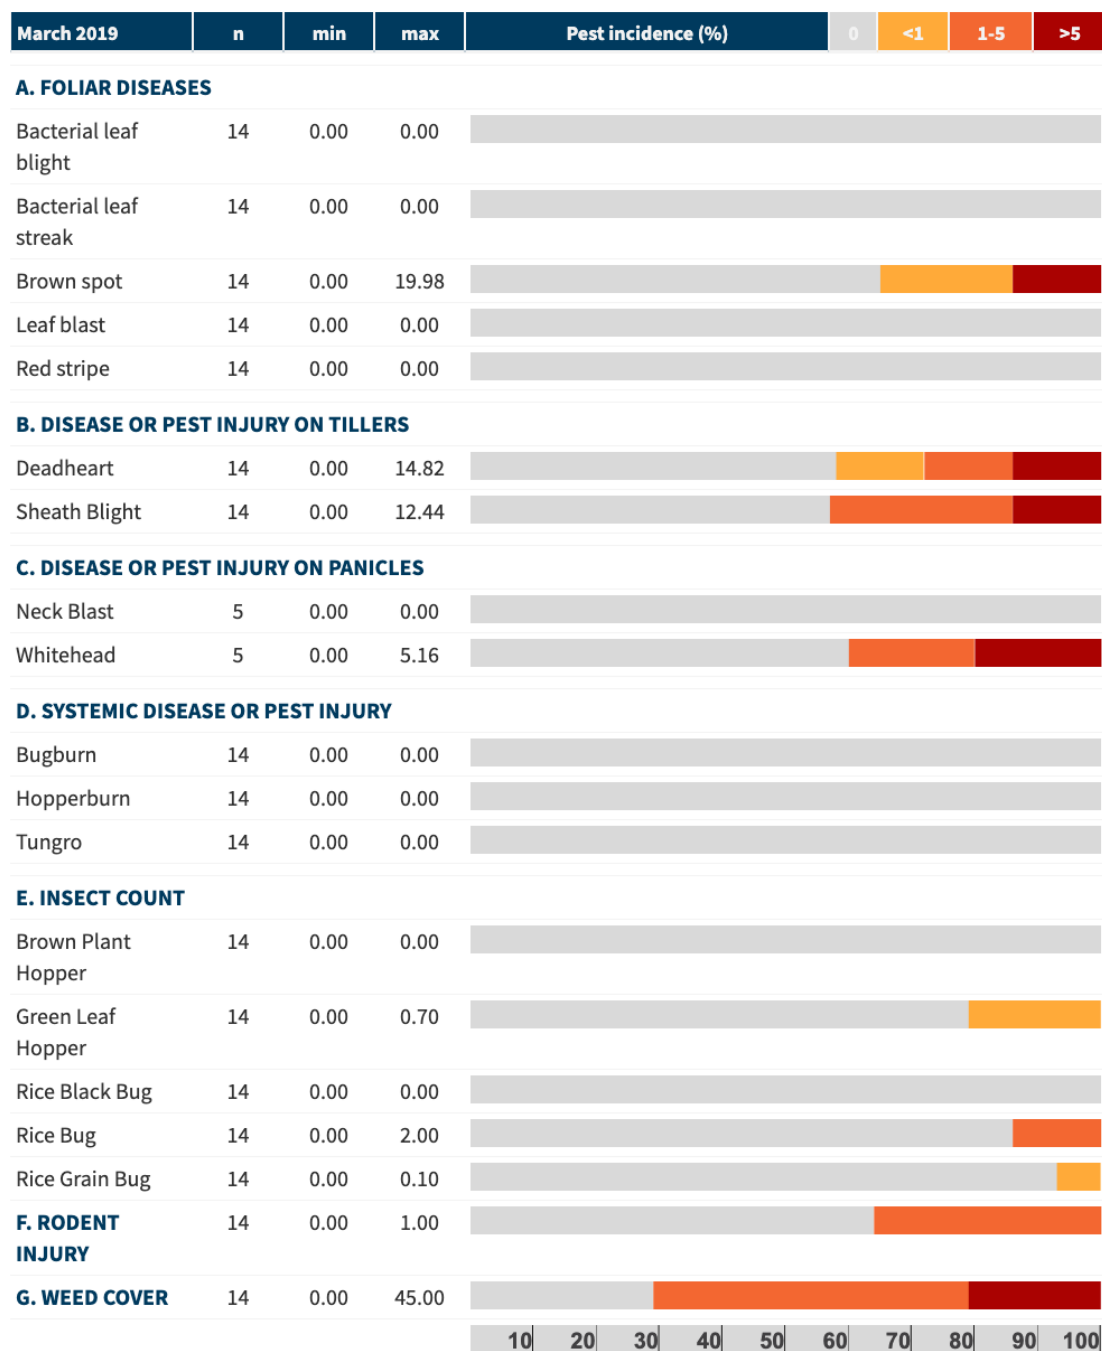 March 2019 n min max Pest incidence (%) 0 <1 1-5 >5
A. FOLIAR DISEASES
Bacterial leaf 14 0.00 0.00
blight
Bacterial leaf 14 0.00 0.00
streak
Brown spot 14 0.00 19.98
Leaf blast 14 0.00 0.00
Red stripe 14 0.00 0.00
B. DISEASE OR PEST INJURY ON TILLERS
Deadheart 14 0.00 14.82
Sheath Blight 14 0.00 12.44
C. DISEASE OR PEST INJURY ON PANICLES
Neck Blast 5 0.00 0.00
Whitehead 5 0.00 5.16
D. SYSTEMIC DISEASE OR PEST INJURY
Bugburn 14 0.00 0.00
Hopperburn 14 0.00 0.00
Tungro 14 0.00 0.00
E. INSECT COUNT
Brown Plant 14 0.00 0.00
Hopper
Green Leaf 14 0.00 0.70
Hopper
Rice Black Bug 14 0.00 0.00
Rice Bug 14 0.00 2.00
Rice Grain Bug 14 0.00 0.10
F. RODENT 14 0.00 1.00
INJURY
G. WEED COVER 14 0.00 45.00
10 20 30 40 50 60 70 80 90 100